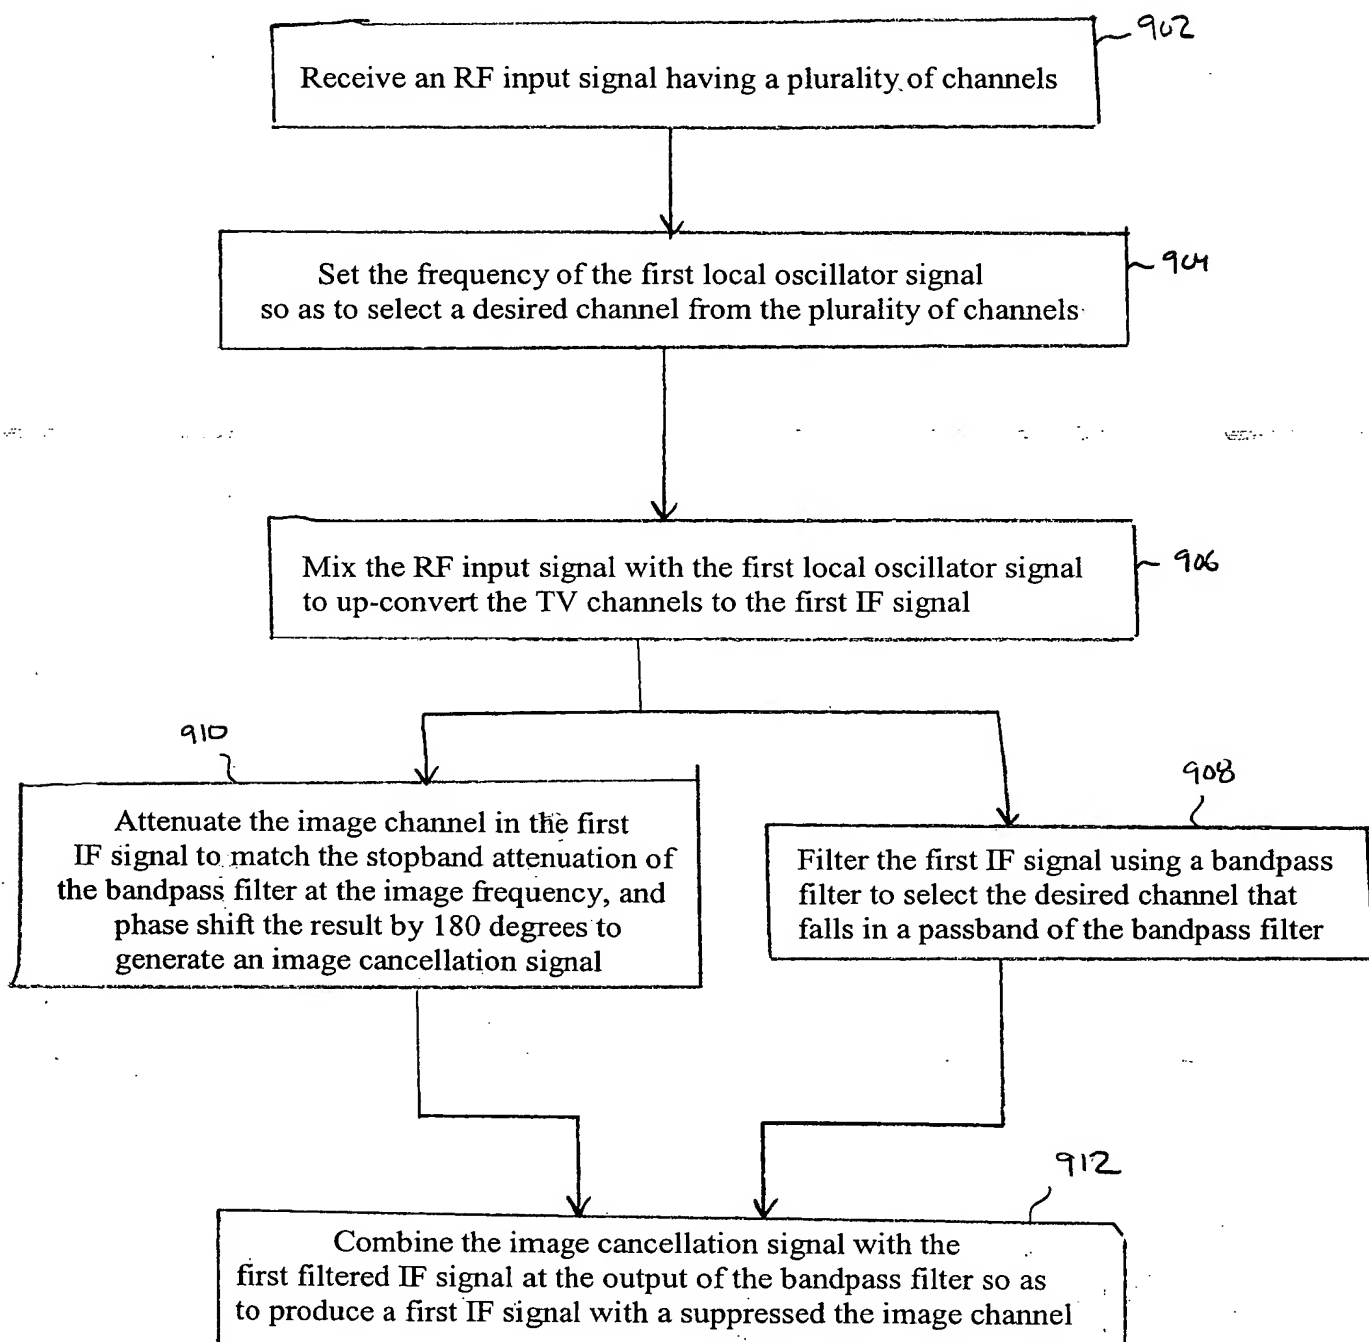 902
Receive an RF input signal having a plurality of channels
904
Set the frequency of the first local oscillator signal
so as to select a desired channel from the plurality of channels
906
Mix the RF input signal with the first local oscillator signal
to up-convert the TV channels to the first IF signal
910
Attenuate the image channel in the first
IF signal to match the stopband attenuation of
the bandpass filter at the image frequency, and
phase shift the result by 180 degrees to
generate an image cancellation signal
908
Filter the first IF signal using a bandpass
filter to select the desired channel that
falls in a passband of the bandpass filter
912
Combine the image cancellation signal with the
first filtered IF signal at the output of the bandpass filter so as
to produce a first IF signal with a suppressed the image channel